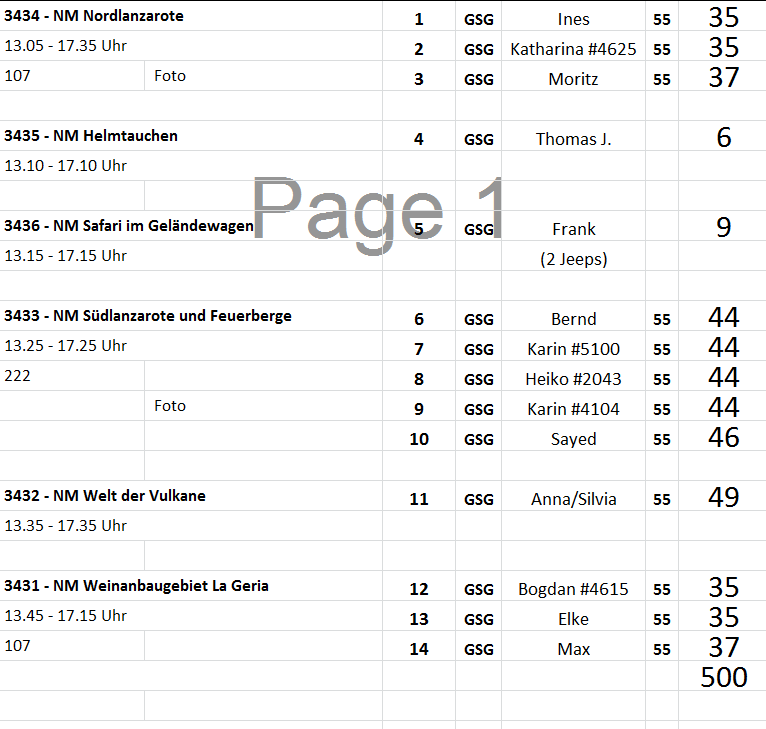 3434 - NM Nordlanzarote 1 GSG Ines 55 35
13.05 - 17.35 Uhr 2 GSG Katharina #4625 55 35
107 Foto 3 GSG Moritz 55 37
3435 - NM Helmtauchen 4 GSG Thomas J. 6
13.10 - 17.10 Uhr
Page 1
3436 - NM Safari im Geländewagen 5 GSG Frank 9
13.15 - 17.15 Uhr (2 Jeeps)
3433 - NM Südlanzarote und Feuerberge 6 GSG Bernd 55 44
13.25 - 17.25 Uhr 7 GSG Karin #5100 55 44
222 8 GSG Heiko #2043 55 44
Foto 9 GSG Karin #4104 55 44
10 GSG Sayed 55 46
3432 - NM Welt der Vulkane 11 GSG Anna/Silvia 55 49
13.35 - 17.35 Uhr
3431 - NM Weinanbaugebiet La Geria 12 GSG Bogdan #4615 55 35
13.45 - 17.15 Uhr 13 GSG Elke 55 35
107 14 GSG Max 55 37
500